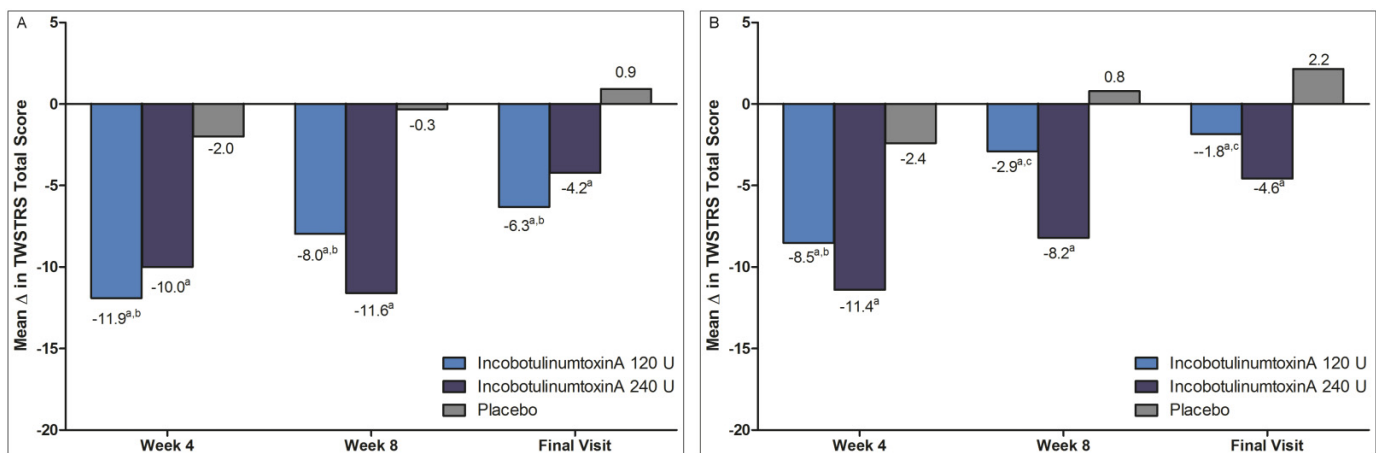 A
Mean Δ in TWSTRS Total Score
5
0
-5
-10
-15
-20
-11.9a,b
-10.0a
-2.0
-8.0a,b
-11.6a
-0.3
-6.3a,b
-4.2a
0.9
IncobotulinumtoxinA 120 U
IncobotulinumtoxinA 240 U
Placebo
Week 4
Week 8
Final Visit
B
Mean Δ in TWSTRS Total Score
5
0
-5
-10
-15
-20
-8.5a,b
-11.4a
-2.4
-2.9a,c
-8.2a
0.8
--1.8a,c
-4.6a
2.2
IncobotulinumtoxinA 120 U
IncobotulinumtoxinA 240 U
Placebo
Week 4
Week 8
Final Visit